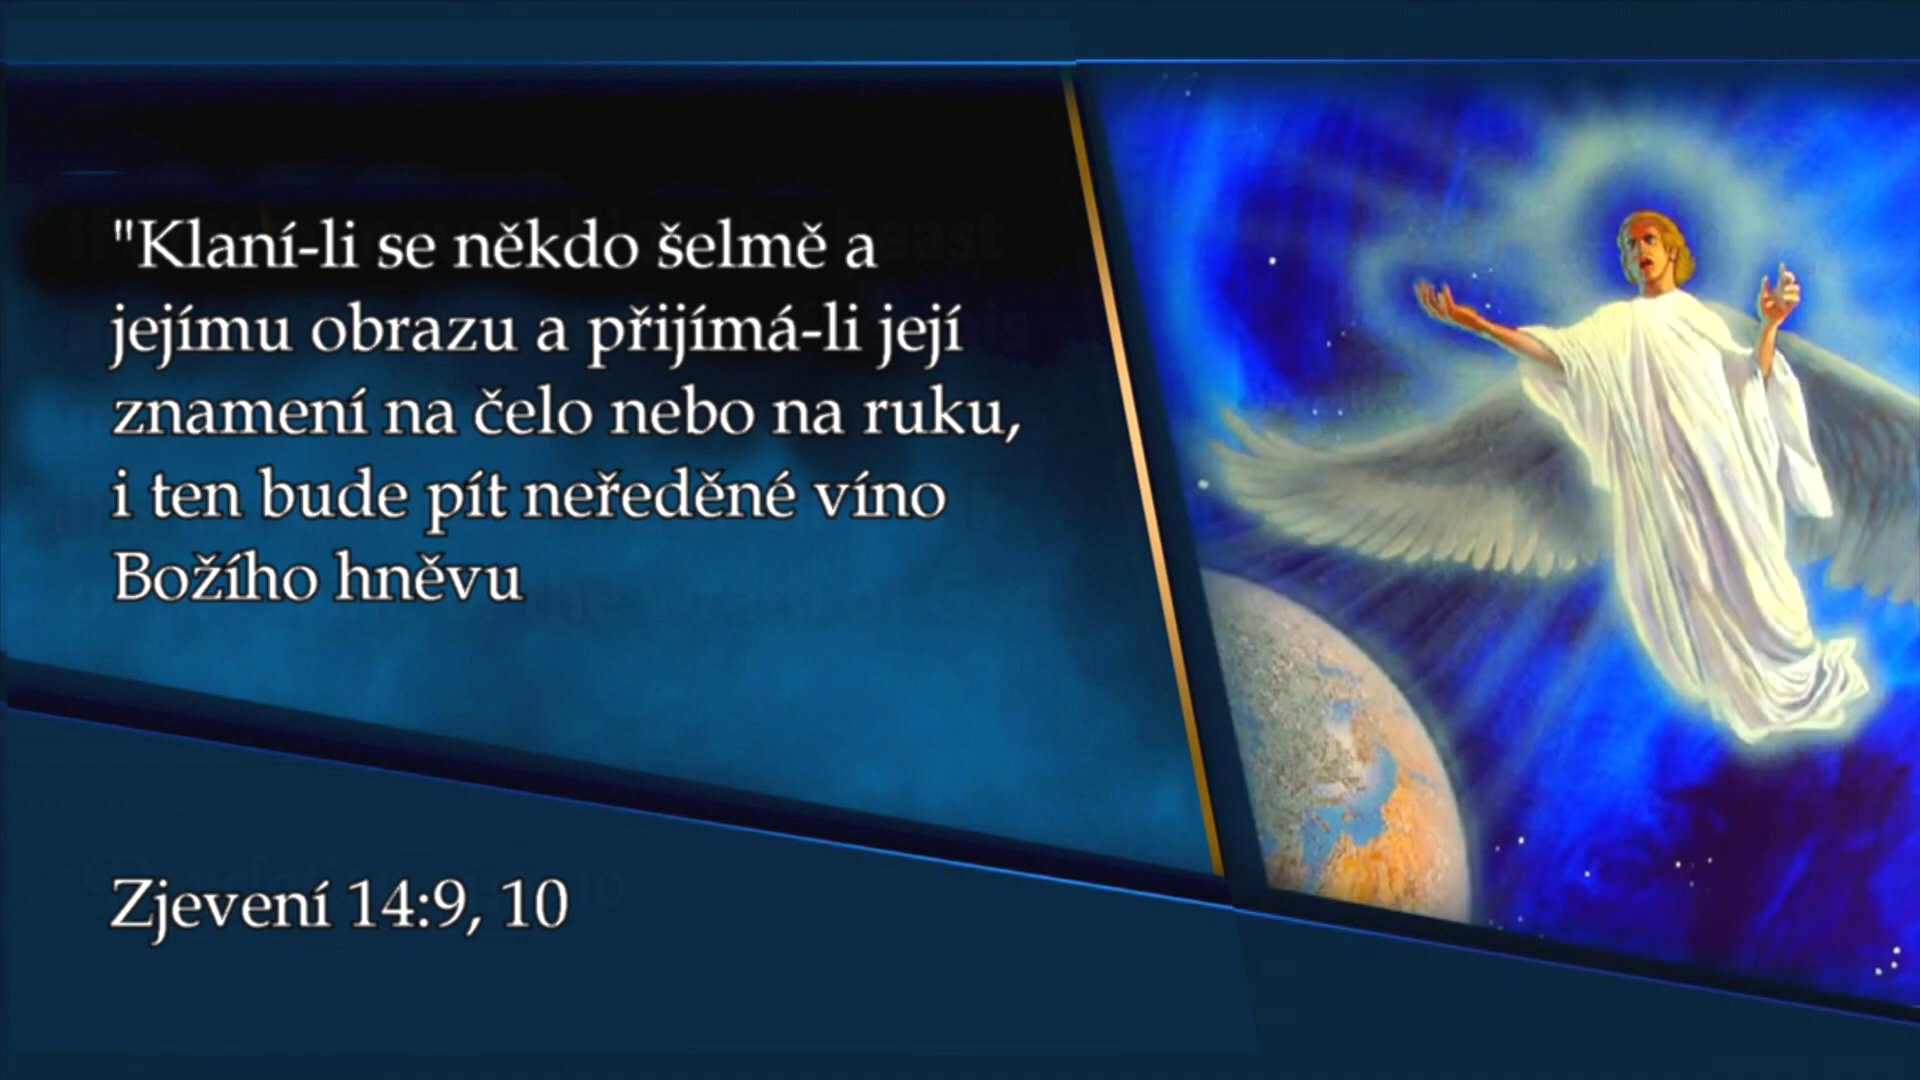 "Klaní-li se někdo šelmě a
jejímu obrazu a přijímá-li její
znamení na čelo nebo na ruku,
i ten bude pít neředěné víno
Božího hněvu
Zjevení 14:9, 10